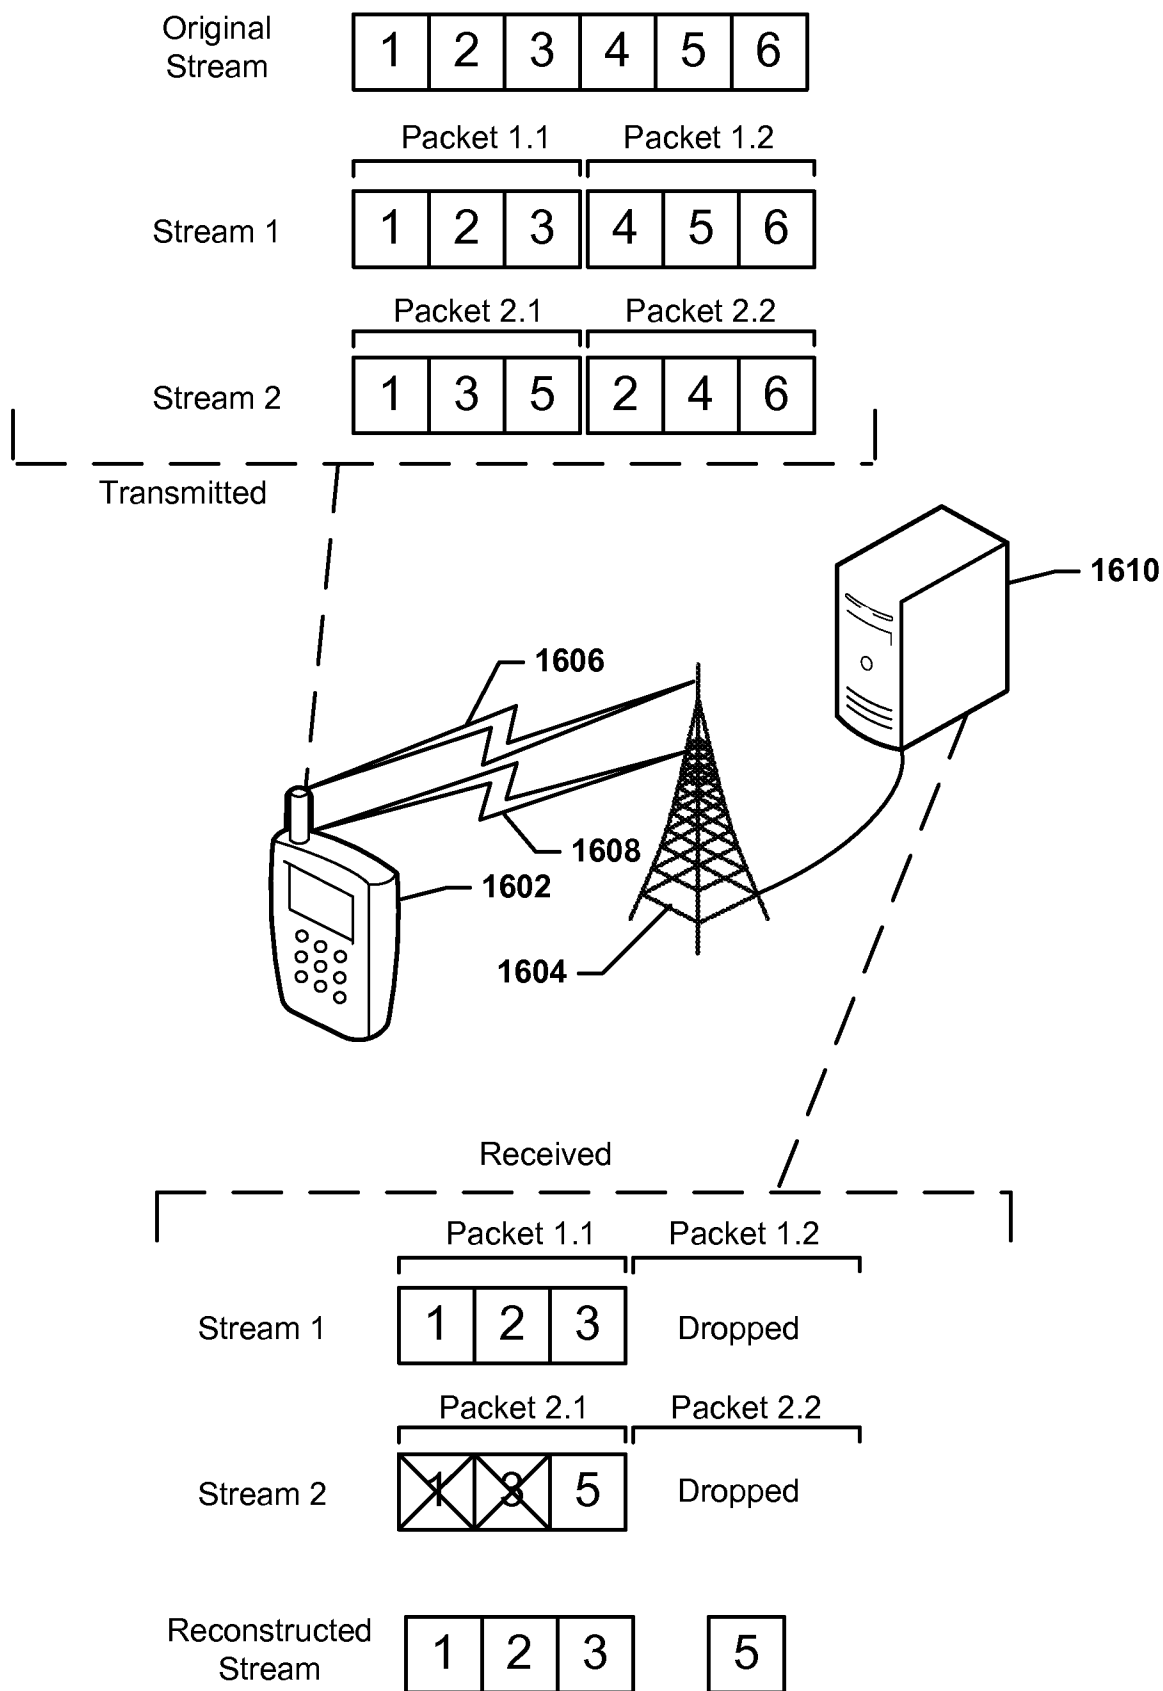 Original
Stream
1 2 3 4 5 6
Packet 1.1 Packet 1.2
Stream 1
1 2 3 4 5 6
Packet 2.1 Packet 2.2
Stream 2
1 3 5 2 4 6
Transmitted
1610
1606
1608
1602
1604
Received
Packet 1.1 Packet 1.2
Stream 1
1 2 3
Dropped
Packet 2.1 Packet 2.2
Stream 2
1 3 5
Dropped
Reconstructed
Stream
1 2 3 5